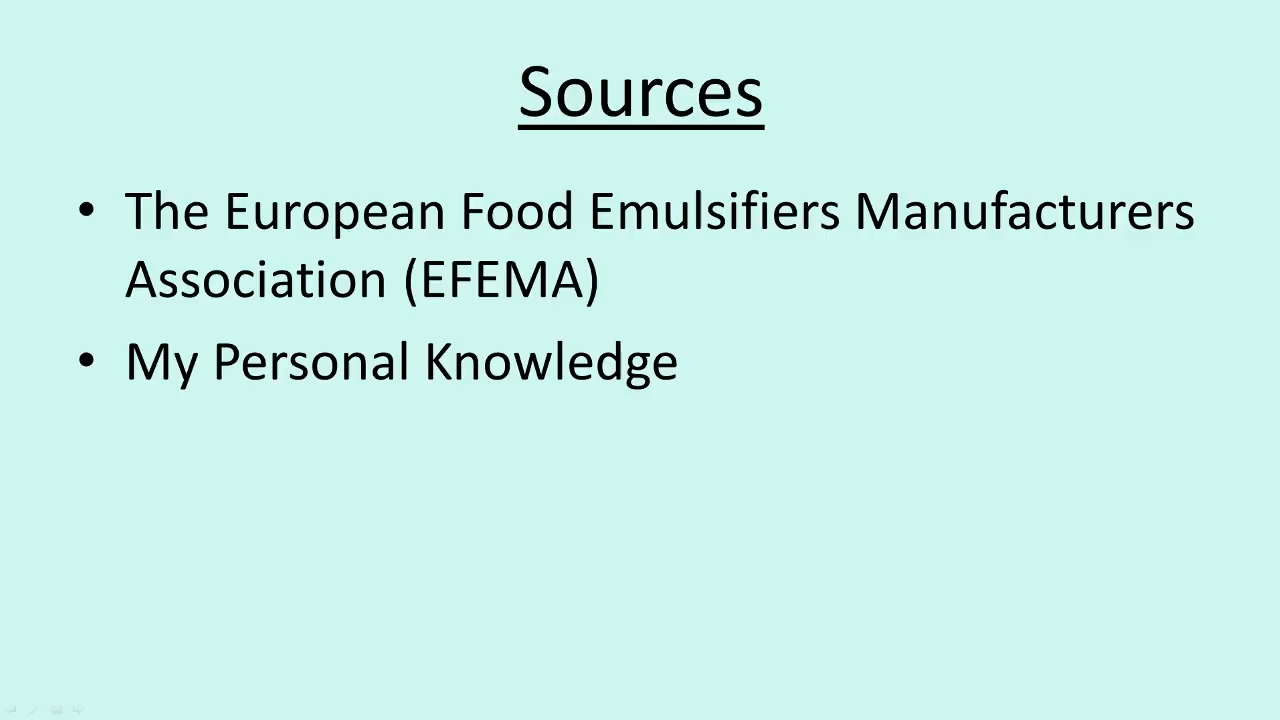 Sources
• The European Food Emulsifiers Manufacturers
Association (EFEMA)
• My Personal Knowledge